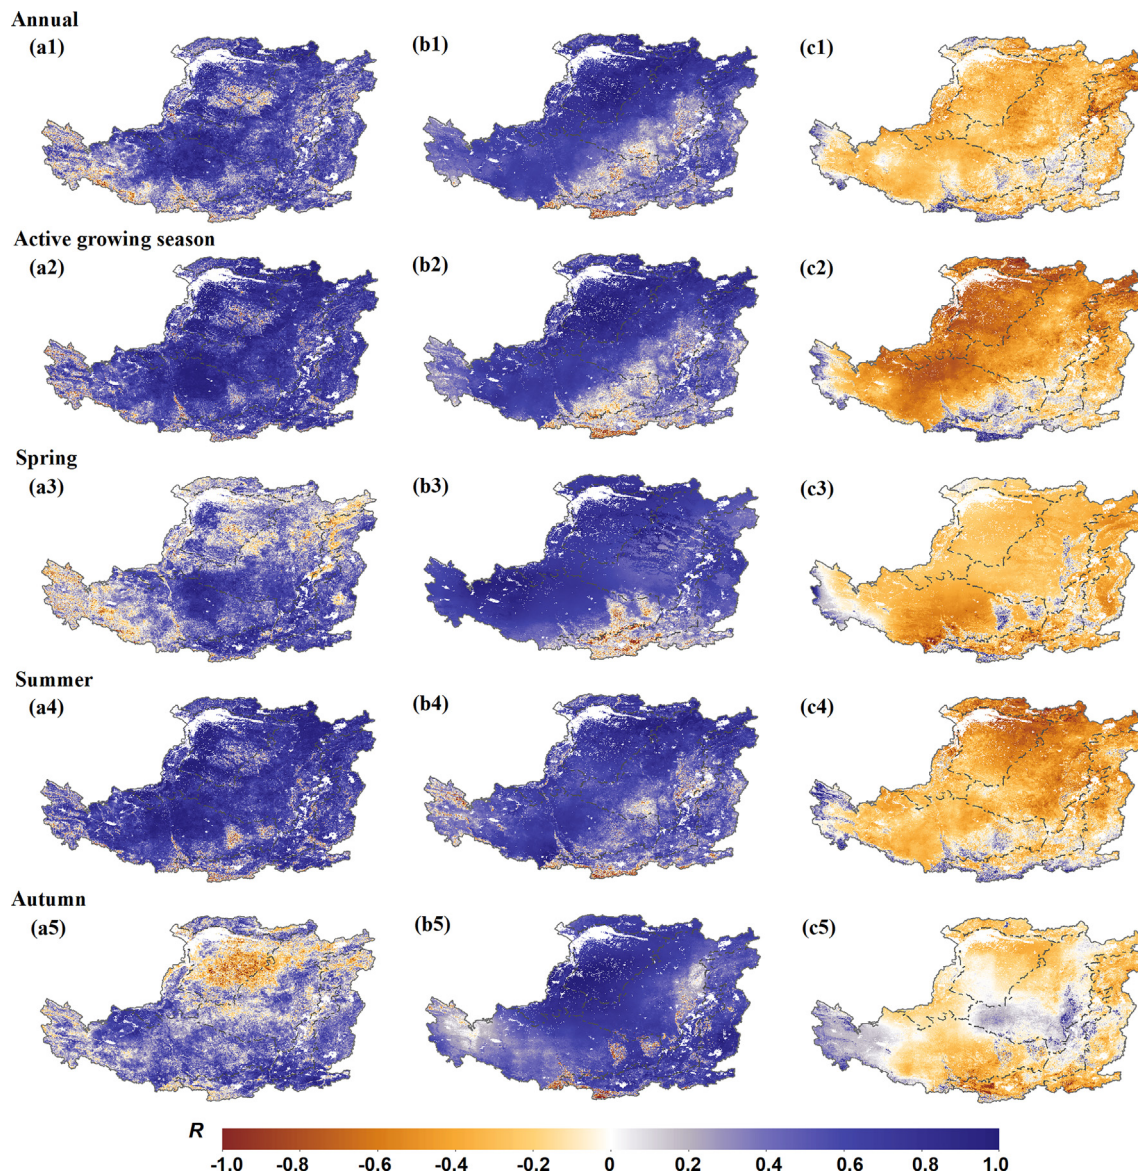 Annual
(a1) (b1) (c1)
Active growing season
(a2) (b2) (c2)
Spring
(a3) (b3) (c3)
Summer
(a4) (b4) (c4)
Autumn
(a5) (b5) (c5)
R
-1.0 -0.8 -0.6 -0.4 -0.2 0 0.2 0.4 0.6 0.8 1.0